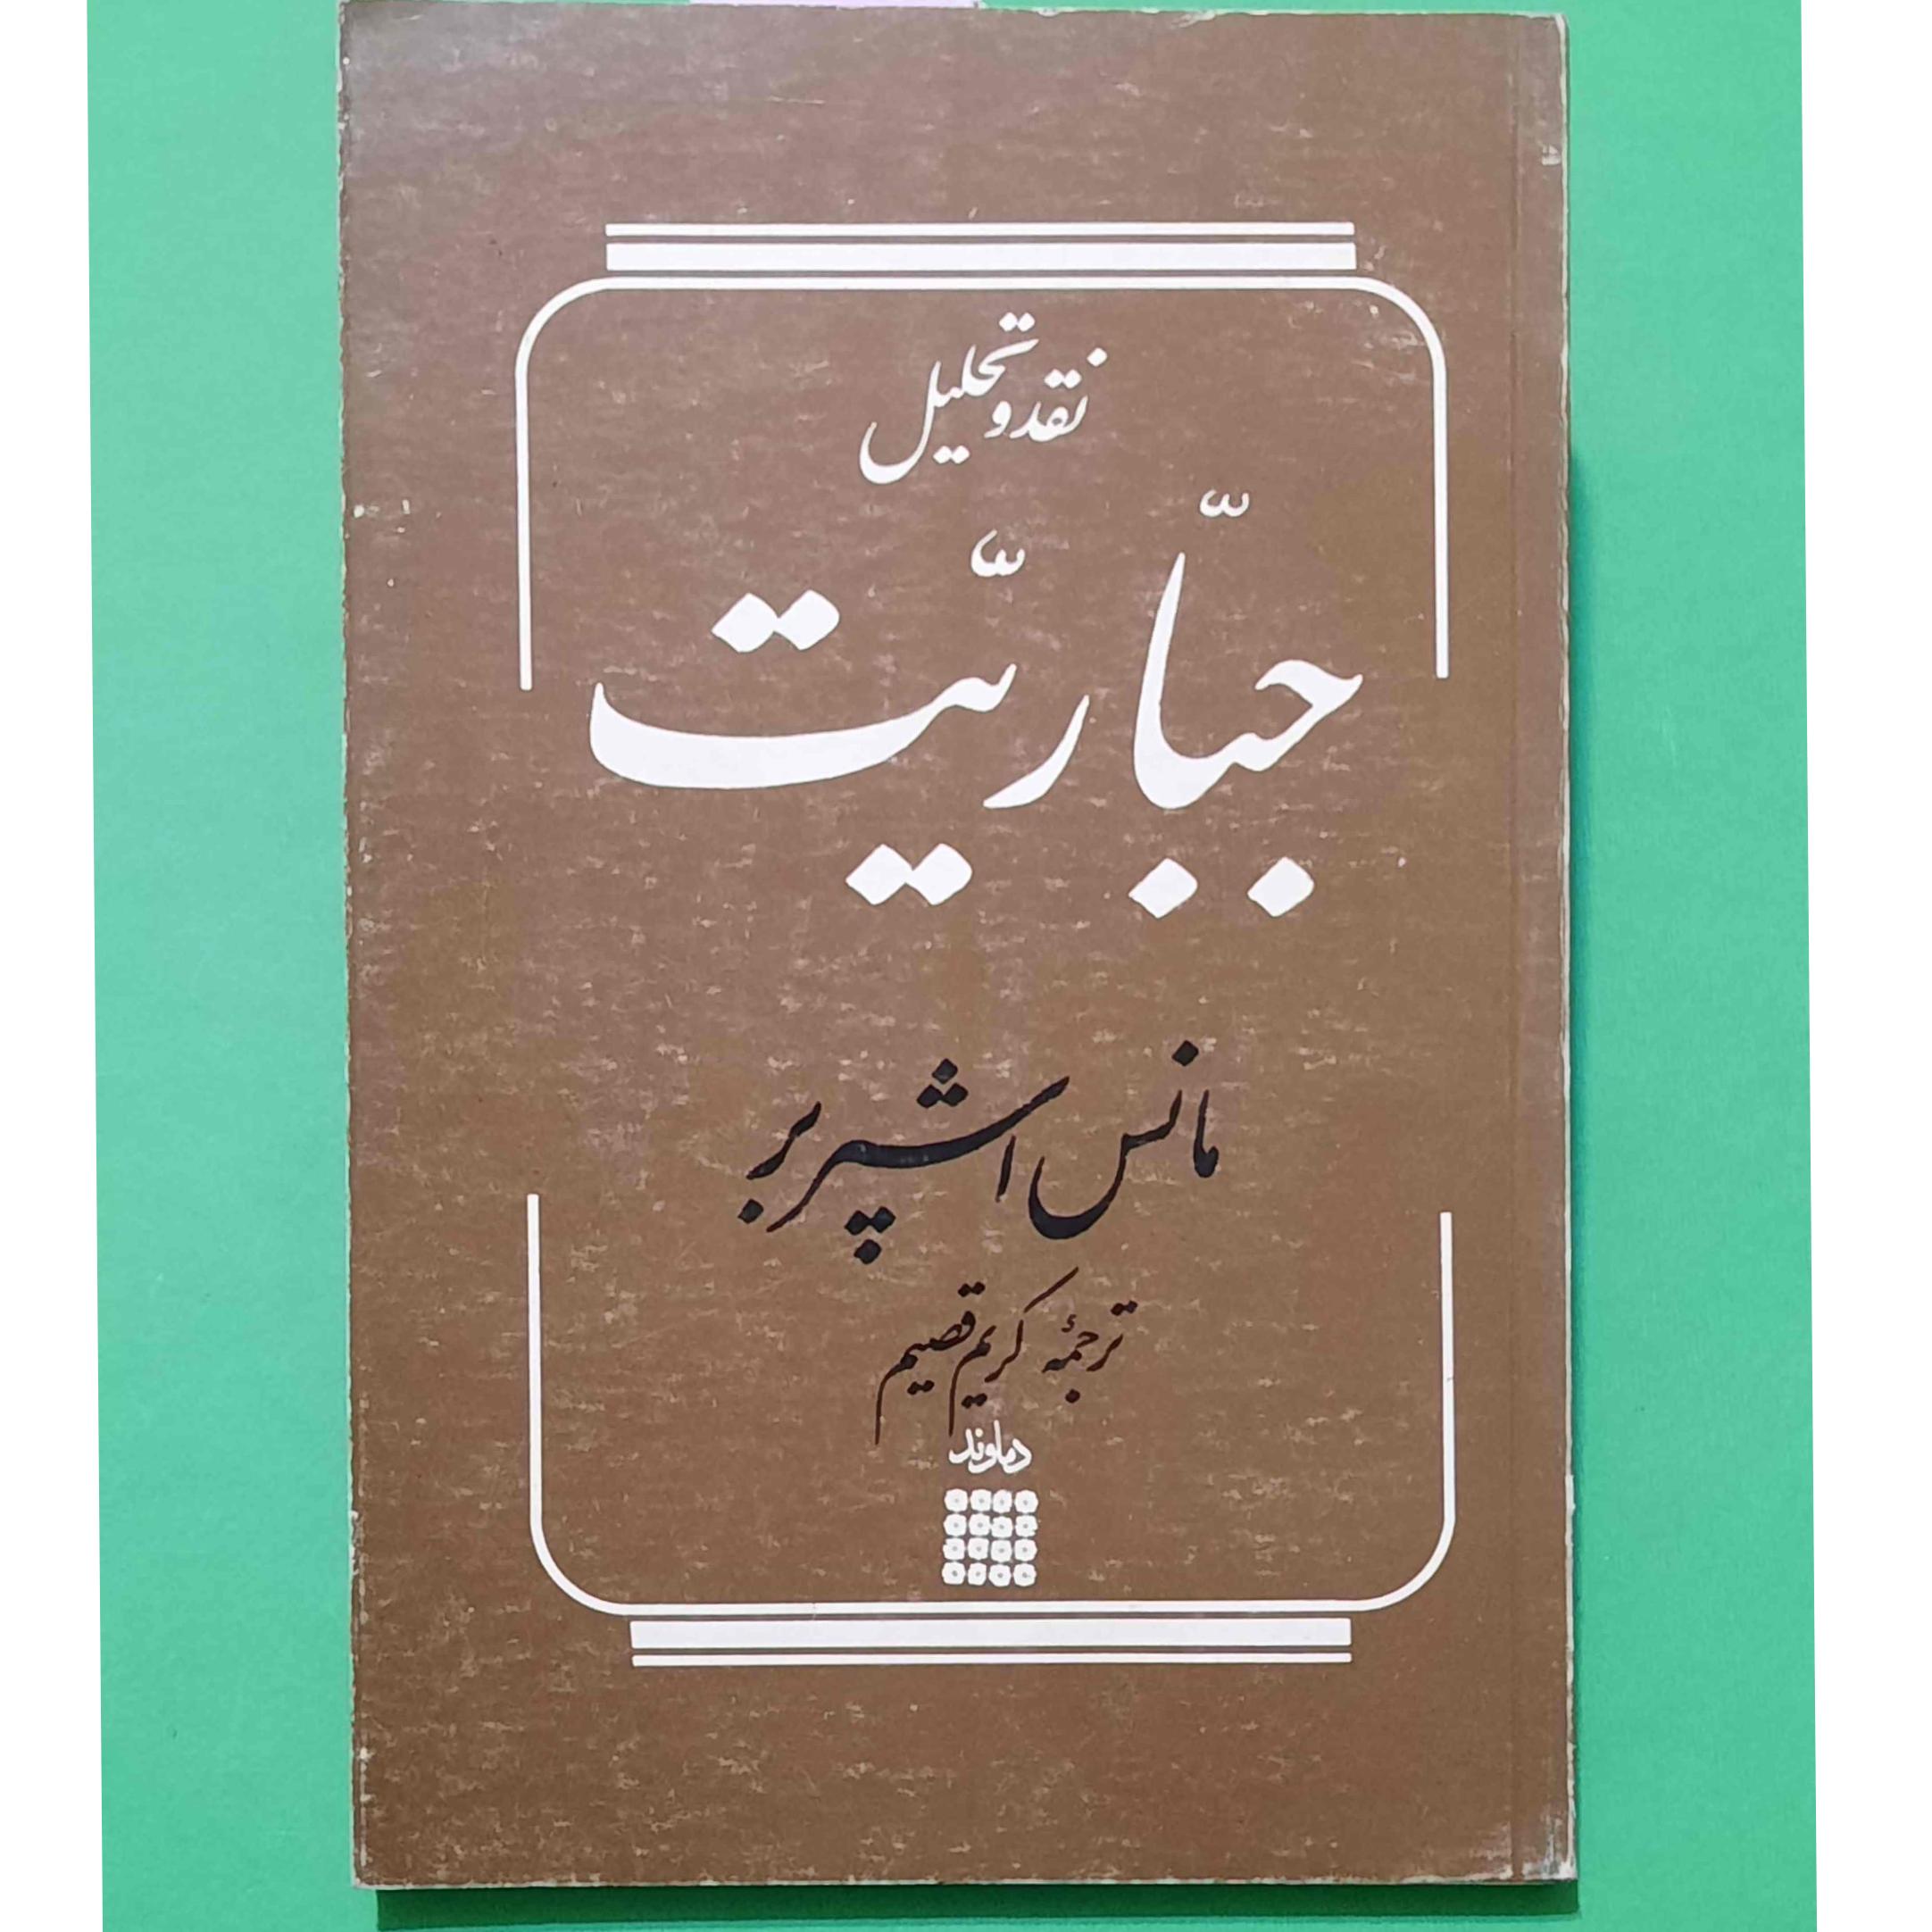 نقد و تحلیل
جبّاریّت
مانس اشپربر
ترجمهٔ کریم قصیم
دماوند